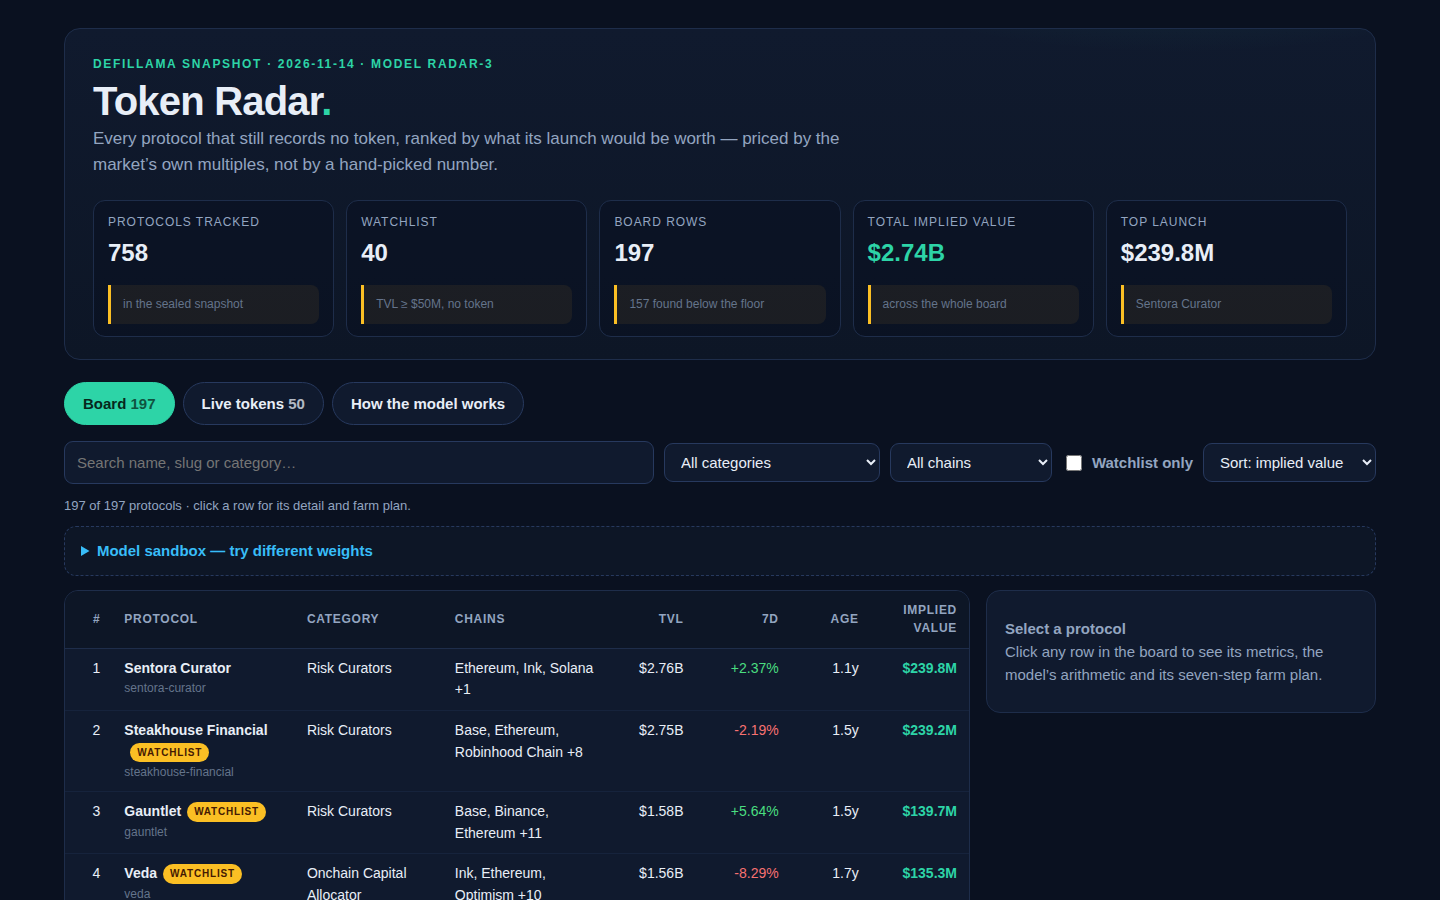 DEFILLAMA SNAPSHOT · 2026-11-14 · MODEL RADAR-3
Token Radar.
Every protocol that still records no token, ranked by what its launch would be worth — priced by the
market’s own multiples, not by a hand-picked number.
PROTOCOLS TRACKED
758
in the sealed snapshot
WATCHLIST
40
TVL ≥ $50M, no token
BOARD ROWS
197
157 found below the floor
TOTAL IMPLIED VALUE
$2.74B
across the whole board
TOP LAUNCH
$239.8M
Sentora Curator
Board 197
Live tokens 50
How the model works
Search name, slug or category…
All categories
All chains
Watchlist only
Sort: implied value
197 of 197 protocols · click a row for its detail and farm plan.
Model sandbox — try different weights
# PROTOCOL CATEGORY CHAINS TVL 7D AGE IMPLIED VALUE
1 Sentora Curator Risk Curators Ethereum, Ink, Solana $2.76B +2.37% 1.1y $239.8M
sentora-curator +1
2 Steakhouse Financial Risk Curators Base, Ethereum, $2.75B -2.19% 1.5y $239.2M
WATCHLIST Robinhood Chain +8
steakhouse-financial
3 Gauntlet WATCHLIST Risk Curators Base, Binance, $1.58B +5.64% 1.5y $139.7M
gauntlet Ethereum +11
4 Veda WATCHLIST Onchain Capital Ink, Ethereum, $1.56B -8.29% 1.7y $135.3M
veda Allocator Optimism +10
Select a protocol
Click any row in the board to see its metrics, the
model’s arithmetic and its seven-step farm plan.